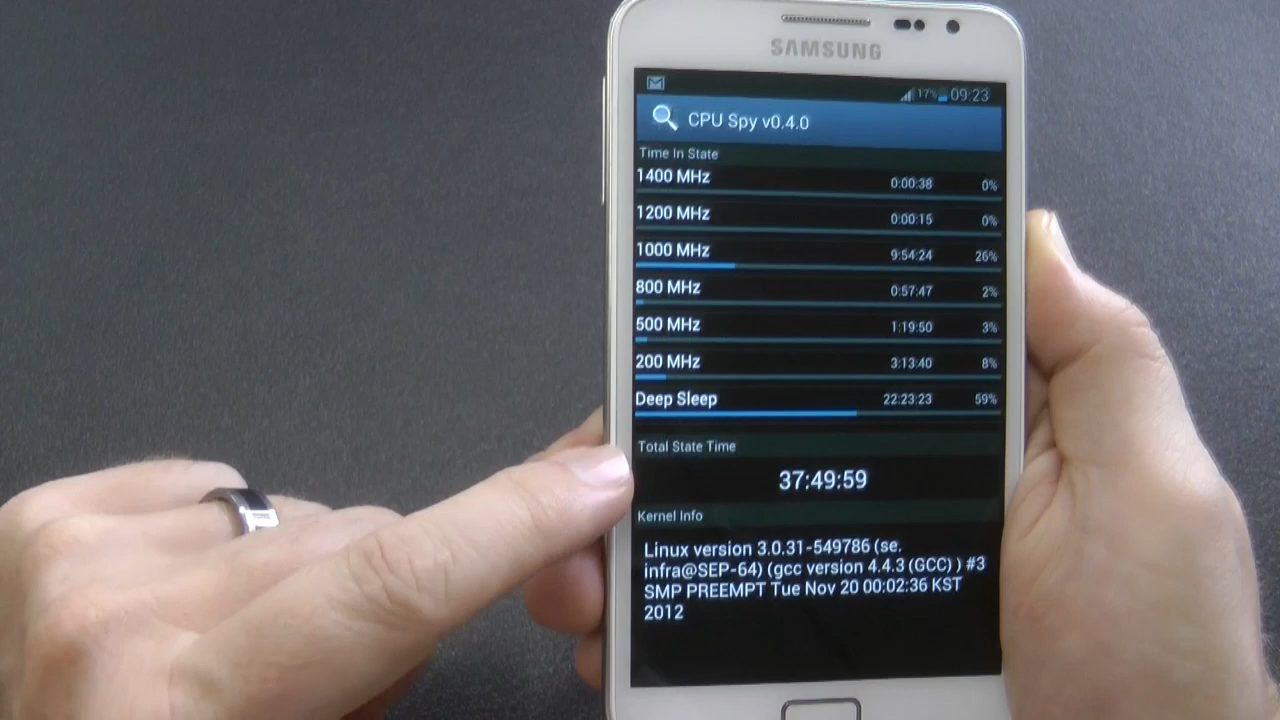 SAMSUNG
17% 09:23
CPU Spy v0.4.0
Time In State
1400 MHz 0:00:38 0%
1200 MHz 0:00:15 0%
1000 MHz 9:54:24 26%
800 MHz 0:57:47 2%
500 MHz 1:19:50 3%
200 MHz 3:13:40 8%
Deep Sleep 22:23:23 59%
Total State Time
37:49:59
Kernel Info
Linux version 3.0.31-549786 (se.
infra@SEP-64) (gcc version 4.4.3 (GCC) ) #3
SMP PREEMPT Tue Nov 20 00:02:36 KST
2012